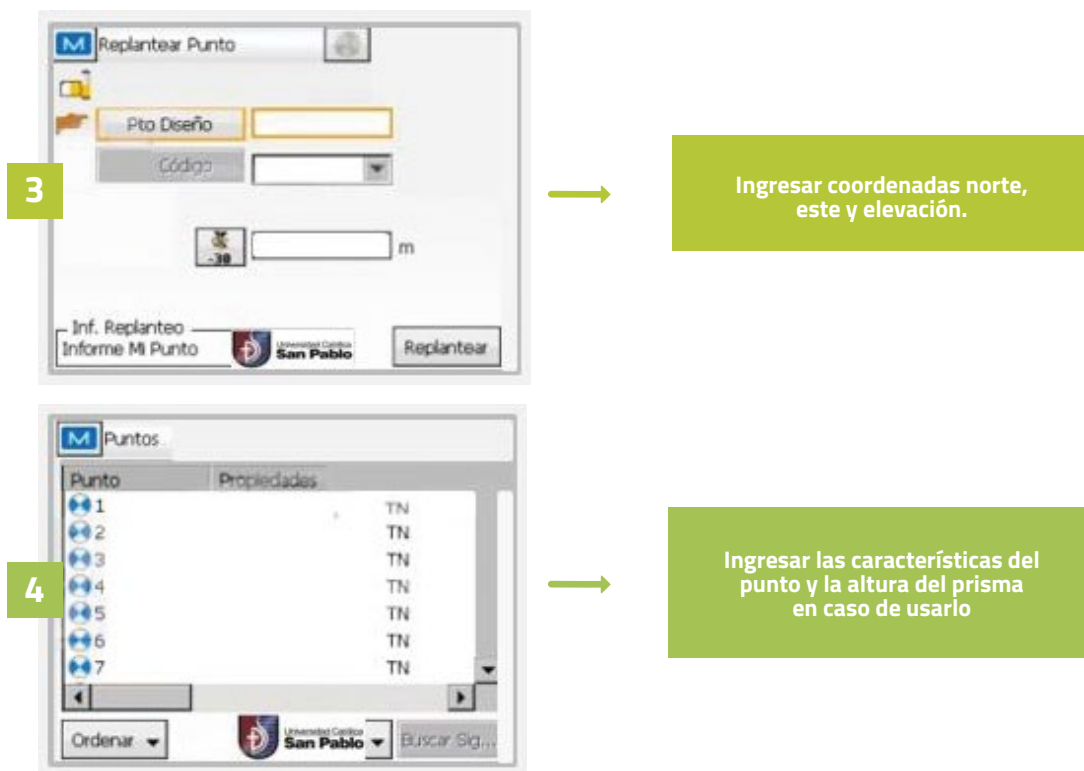 M Replantear Punto
Pto Diseño
Código
3
Ingresar coordenadas norte,
este y elevación.
-30
m
Inf. Replanteo
Informe Mi Punto
Universidad Católica
San Pablo
Replantear
M Puntos
Punto Propiedades
1 TN
2 TN
3 TN
4 TN
5 TN
6 TN
7 TN
4
Ingresar las características del
punto y la altura del prisma
en caso de usarlo
Ordenar
Universidad Católica
San Pablo
Buscar Sig...